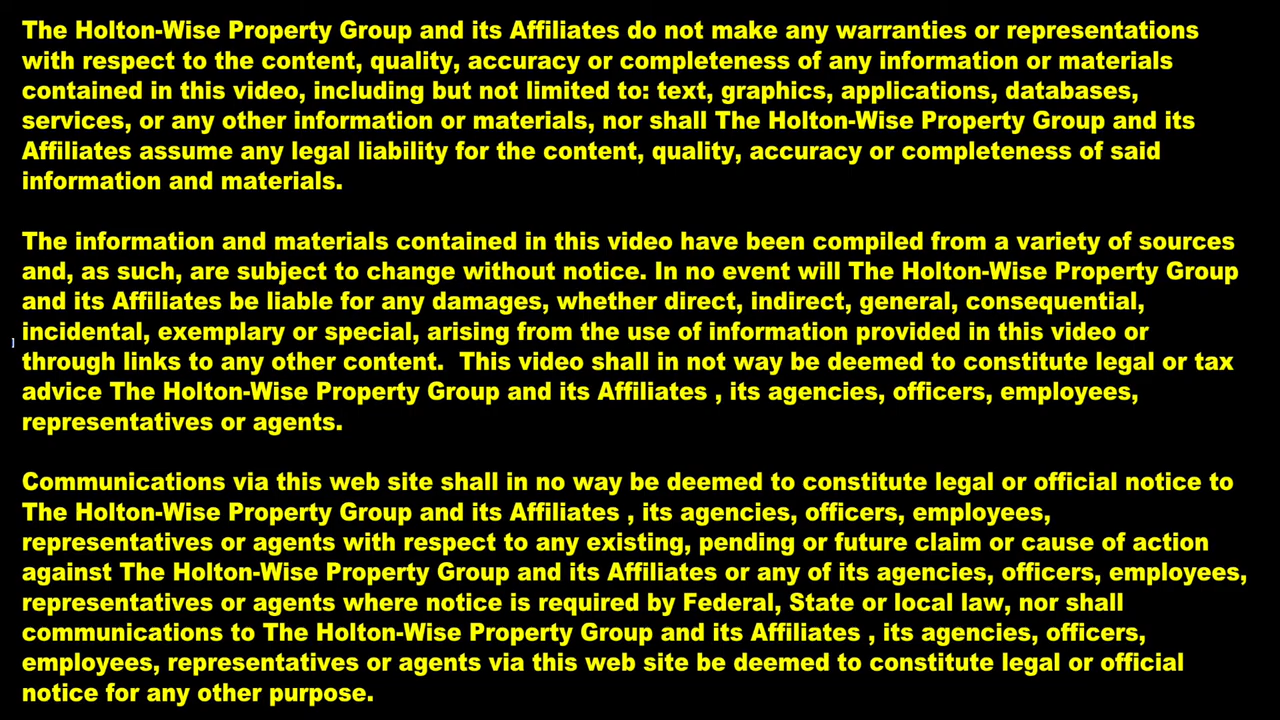 The Holton-Wise Property Group and its Affiliates do not make any warranties or representations
with respect to the content, quality, accuracy or completeness of any information or materials
contained in this video, including but not limited to: text, graphics, applications, databases,
services, or any other information or materials, nor shall The Holton-Wise Property Group and its
Affiliates assume any legal liability for the content, quality, accuracy or completeness of said
information and materials.
The information and materials contained in this video have been compiled from a variety of sources
and, as such, are subject to change without notice. In no event will The Holton-Wise Property Group
and its Affiliates be liable for any damages, whether direct, indirect, general, consequential,
incidental, exemplary or special, arising from the use of information provided in this video or
through links to any other content.  This video shall in not way be deemed to constitute legal or tax
advice The Holton-Wise Property Group and its Affiliates , its agencies, officers, employees,
representatives or agents.
Communications via this web site shall in no way be deemed to constitute legal or official notice to
The Holton-Wise Property Group and its Affiliates , its agencies, officers, employees,
representatives or agents with respect to any existing, pending or future claim or cause of action
against The Holton-Wise Property Group and its Affiliates or any of its agencies, officers, employees,
representatives or agents where notice is required by Federal, State or local law, nor shall
communications to The Holton-Wise Property Group and its Affiliates , its agencies, officers,
employees, representatives or agents via this web site be deemed to constitute legal or official
notice for any other purpose.